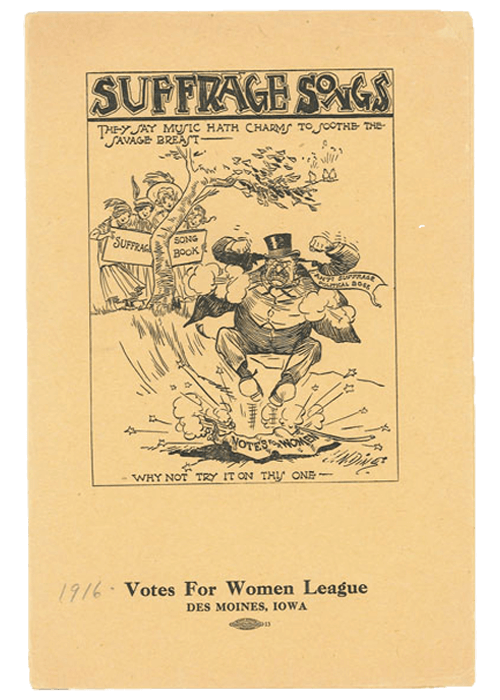 SUFFRAGE SONGS
THEY SAY MUSIC HATH CHARMS TO SOOTHE THE
SAVAGE BREAST
SUFFRAGE SONG
BOOK
ANTI SUFFRAGE
POLITICAL BOSS
VOTES FOR WOMEN
WHY NOT TRY IT ON THIS ONE
1916.
Votes For Women League
DES MOINES, IOWA
13